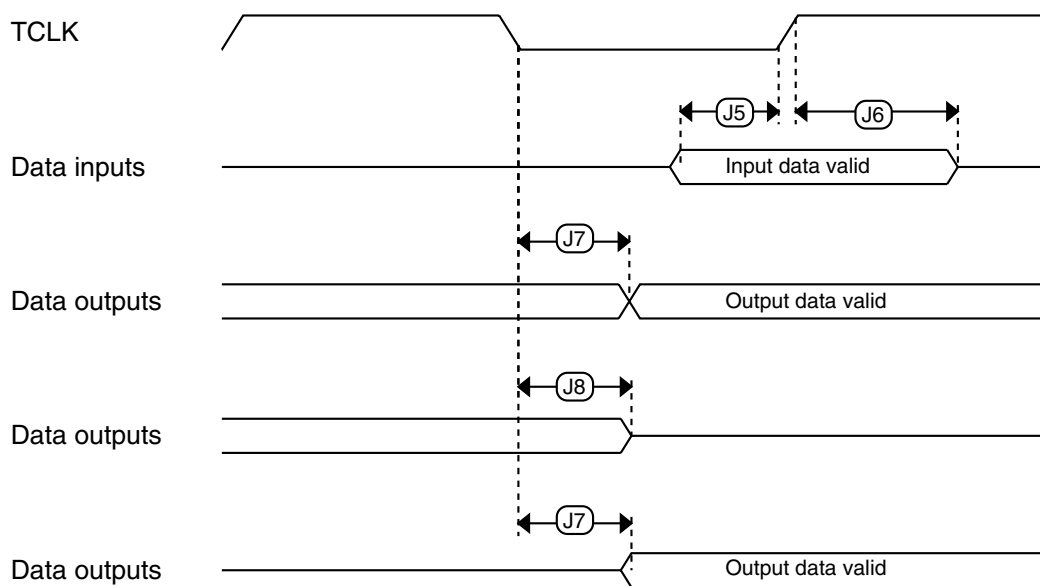 TCLK
J5
J6
Data inputs
Input data valid
J7
Data outputs
Output data valid
J8
Data outputs
J7
Data outputs
Output data valid